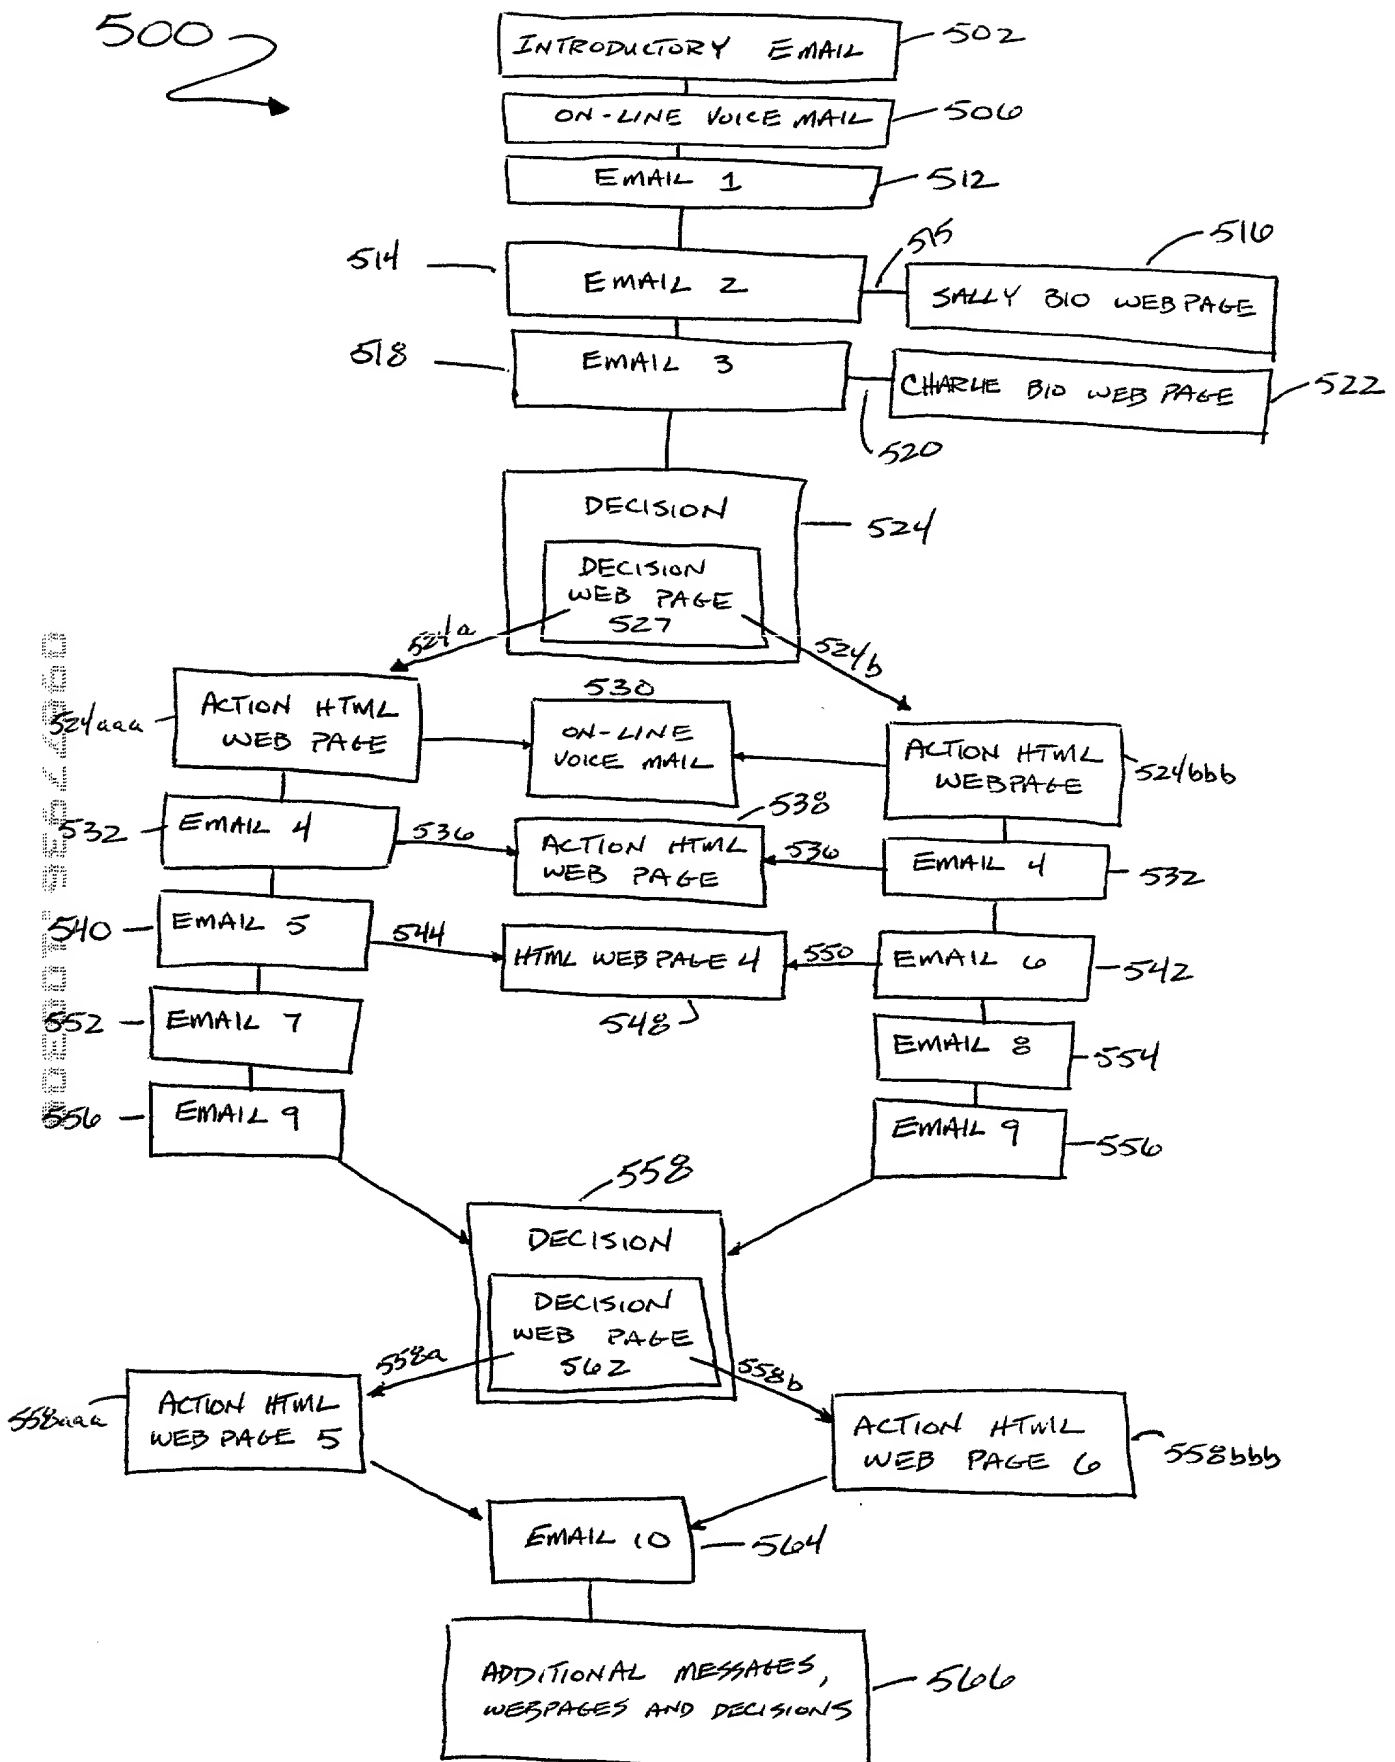 500
INTRODUCTORY EMAIL
502
ON-LINE VOICE MAIL
506
EMAIL 1
512
514
EMAIL 2
515
516
SALLY BIO WEB PAGE
518
EMAIL 3
520
CHARLIE BIO WEB PAGE
522
DECISION
524
DECISION
WEB PAGE
527
524a
524b
524aaa
ACTION HTML
WEB PAGE
530
ON-LINE
VOICE MAIL
ACTION HTML
WEBPAGE
524bbb
532
EMAIL 4
536
538
ACTION HTML
WEB PAGE
536
EMAIL 4
532
540
EMAIL 5
544
HTML WEB PAGE 4
548
550
EMAIL 6
542
552
EMAIL 7
EMAIL 8
554
556
EMAIL 9
EMAIL 9
556
558
DECISION
DECISION
WEB PAGE
562
558a
558b
558aaa
ACTION HTML
WEB PAGE 5
ACTION HTML
WEB PAGE 6
558bbb
EMAIL 10
564
ADDITIONAL MESSAGES,
WEBPAGES AND DECISIONS
566